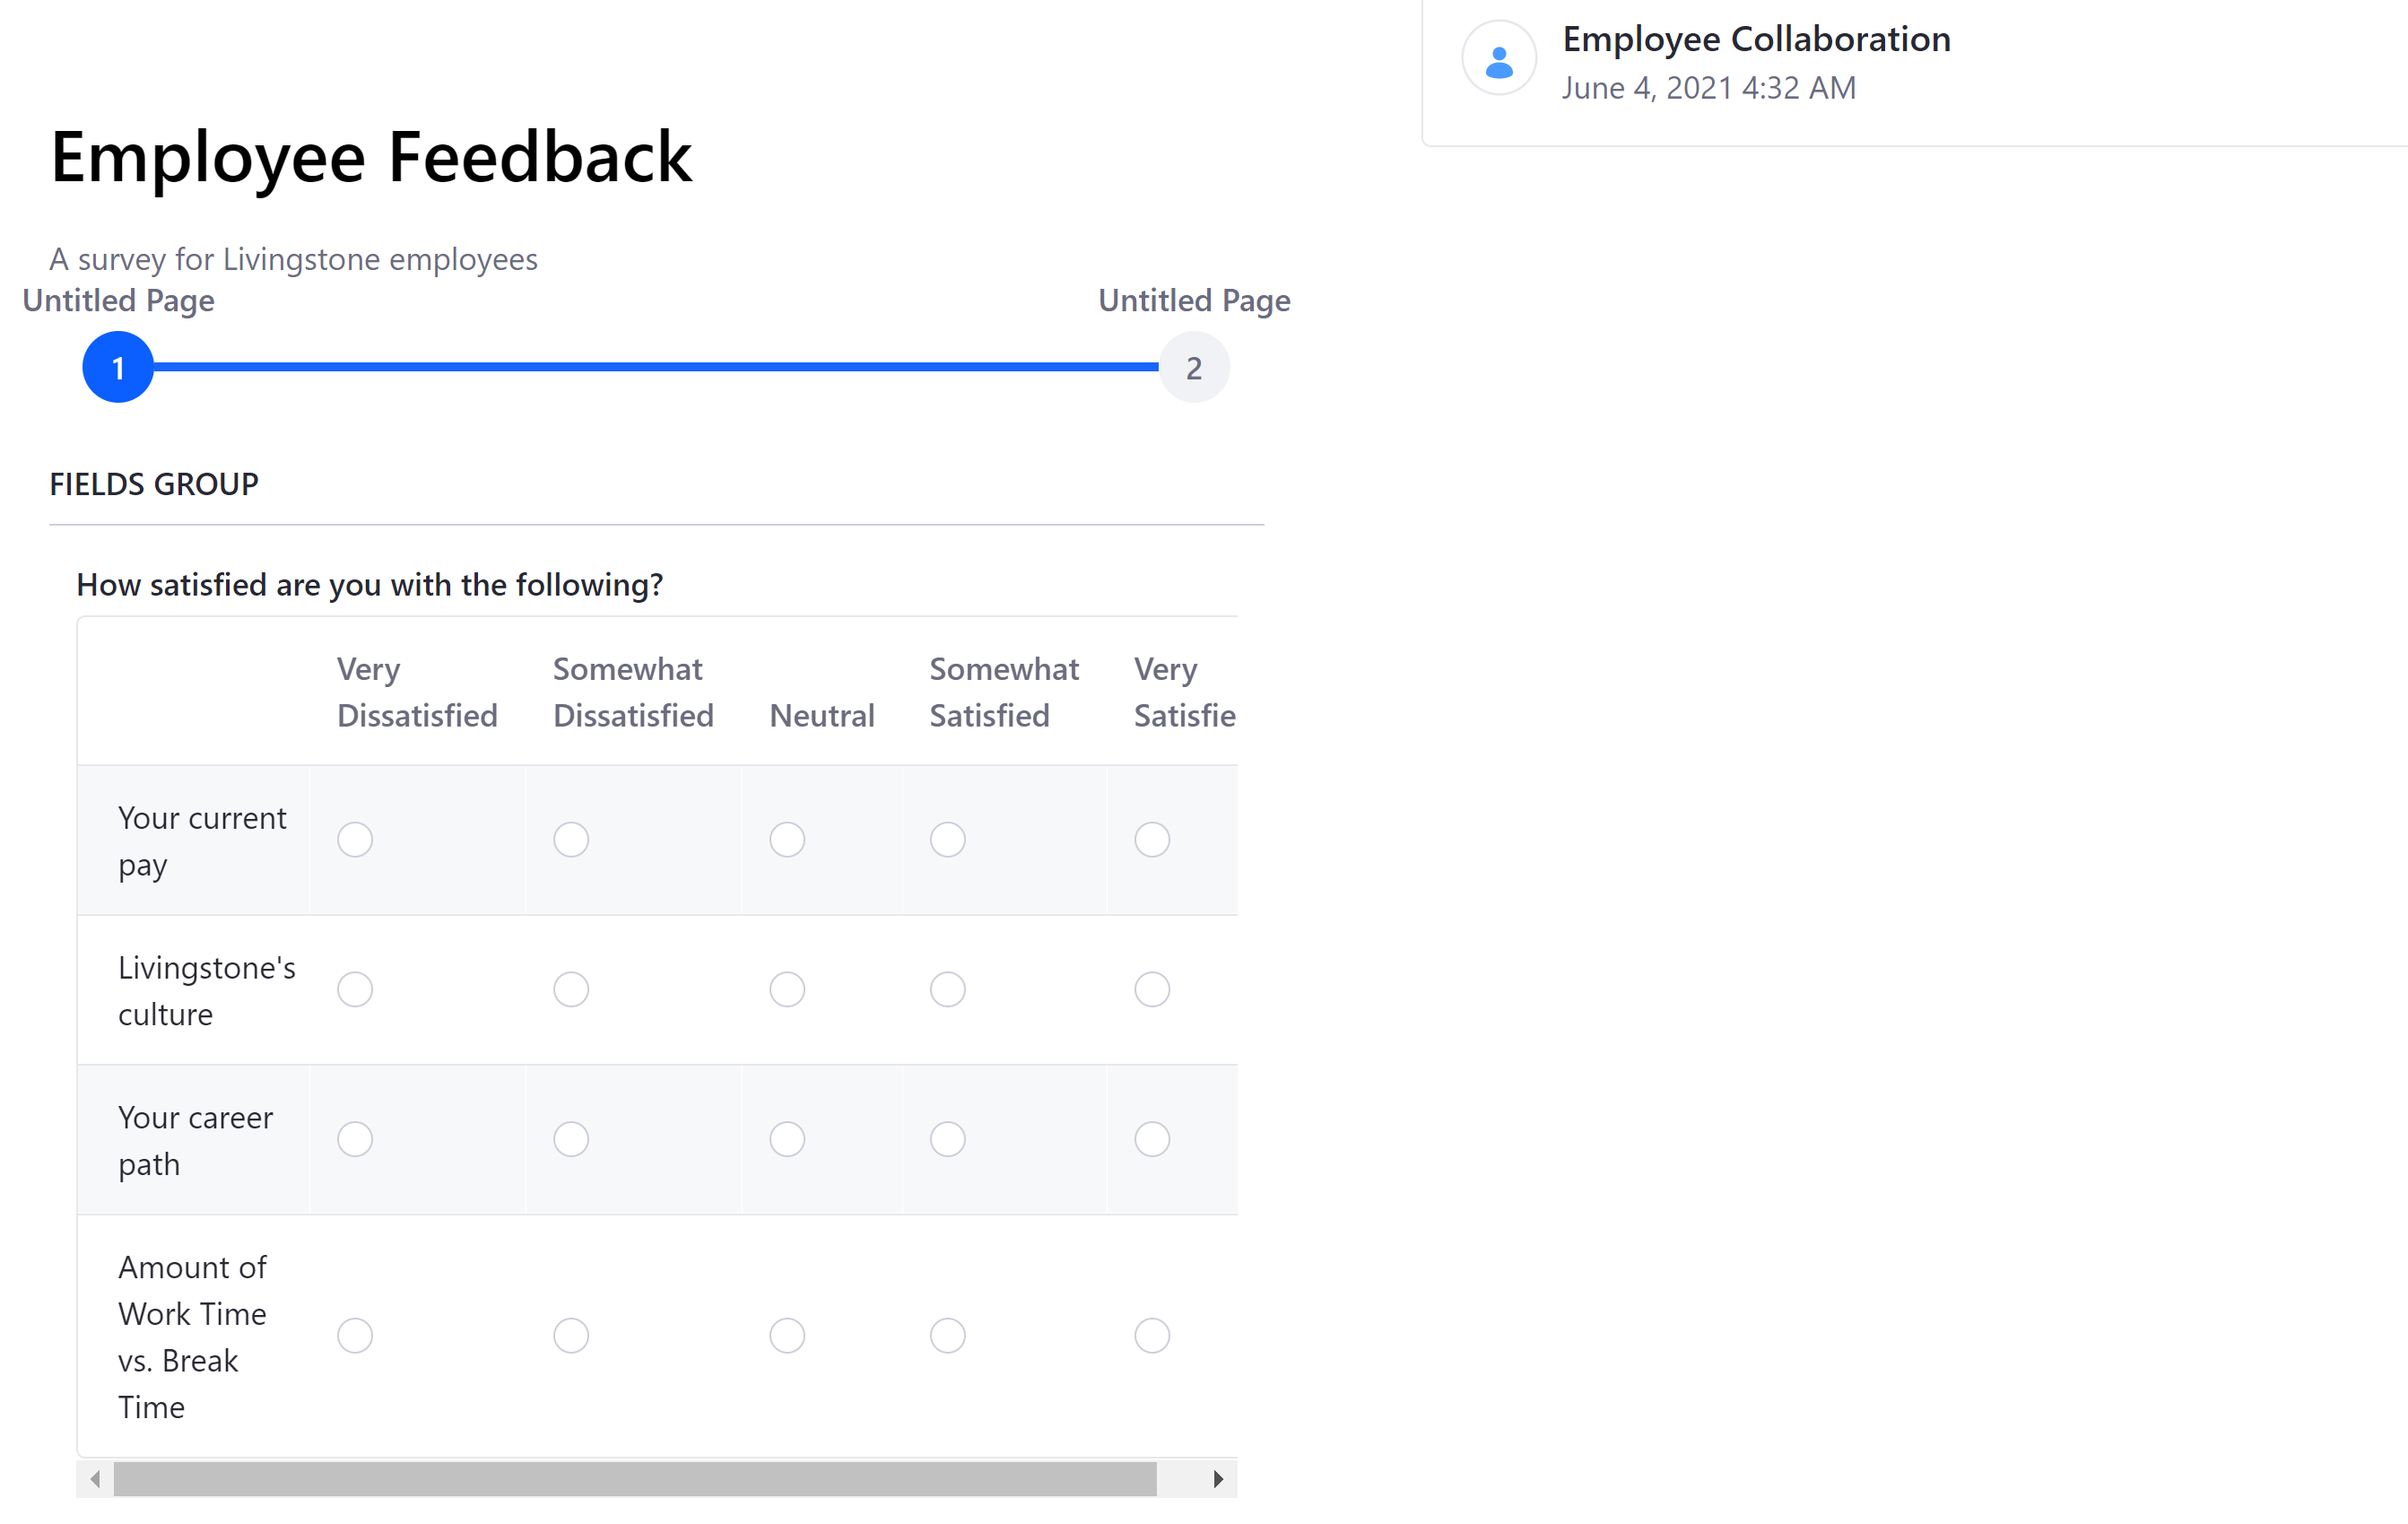 Employee Collaboration
June 4, 2021 4:32 AM
Employee Feedback
A survey for Livingstone employees
Untitled Page
Untitled Page
1
2
FIELDS GROUP
How satisfied are you with the following?
Very
Dissatisfied
Somewhat
Dissatisfied
Neutral
Somewhat
Satisfied
Very
Satisfie
Your current
pay
Livingstone's
culture
Your career
path
Amount of
Work Time
vs. Break
Time